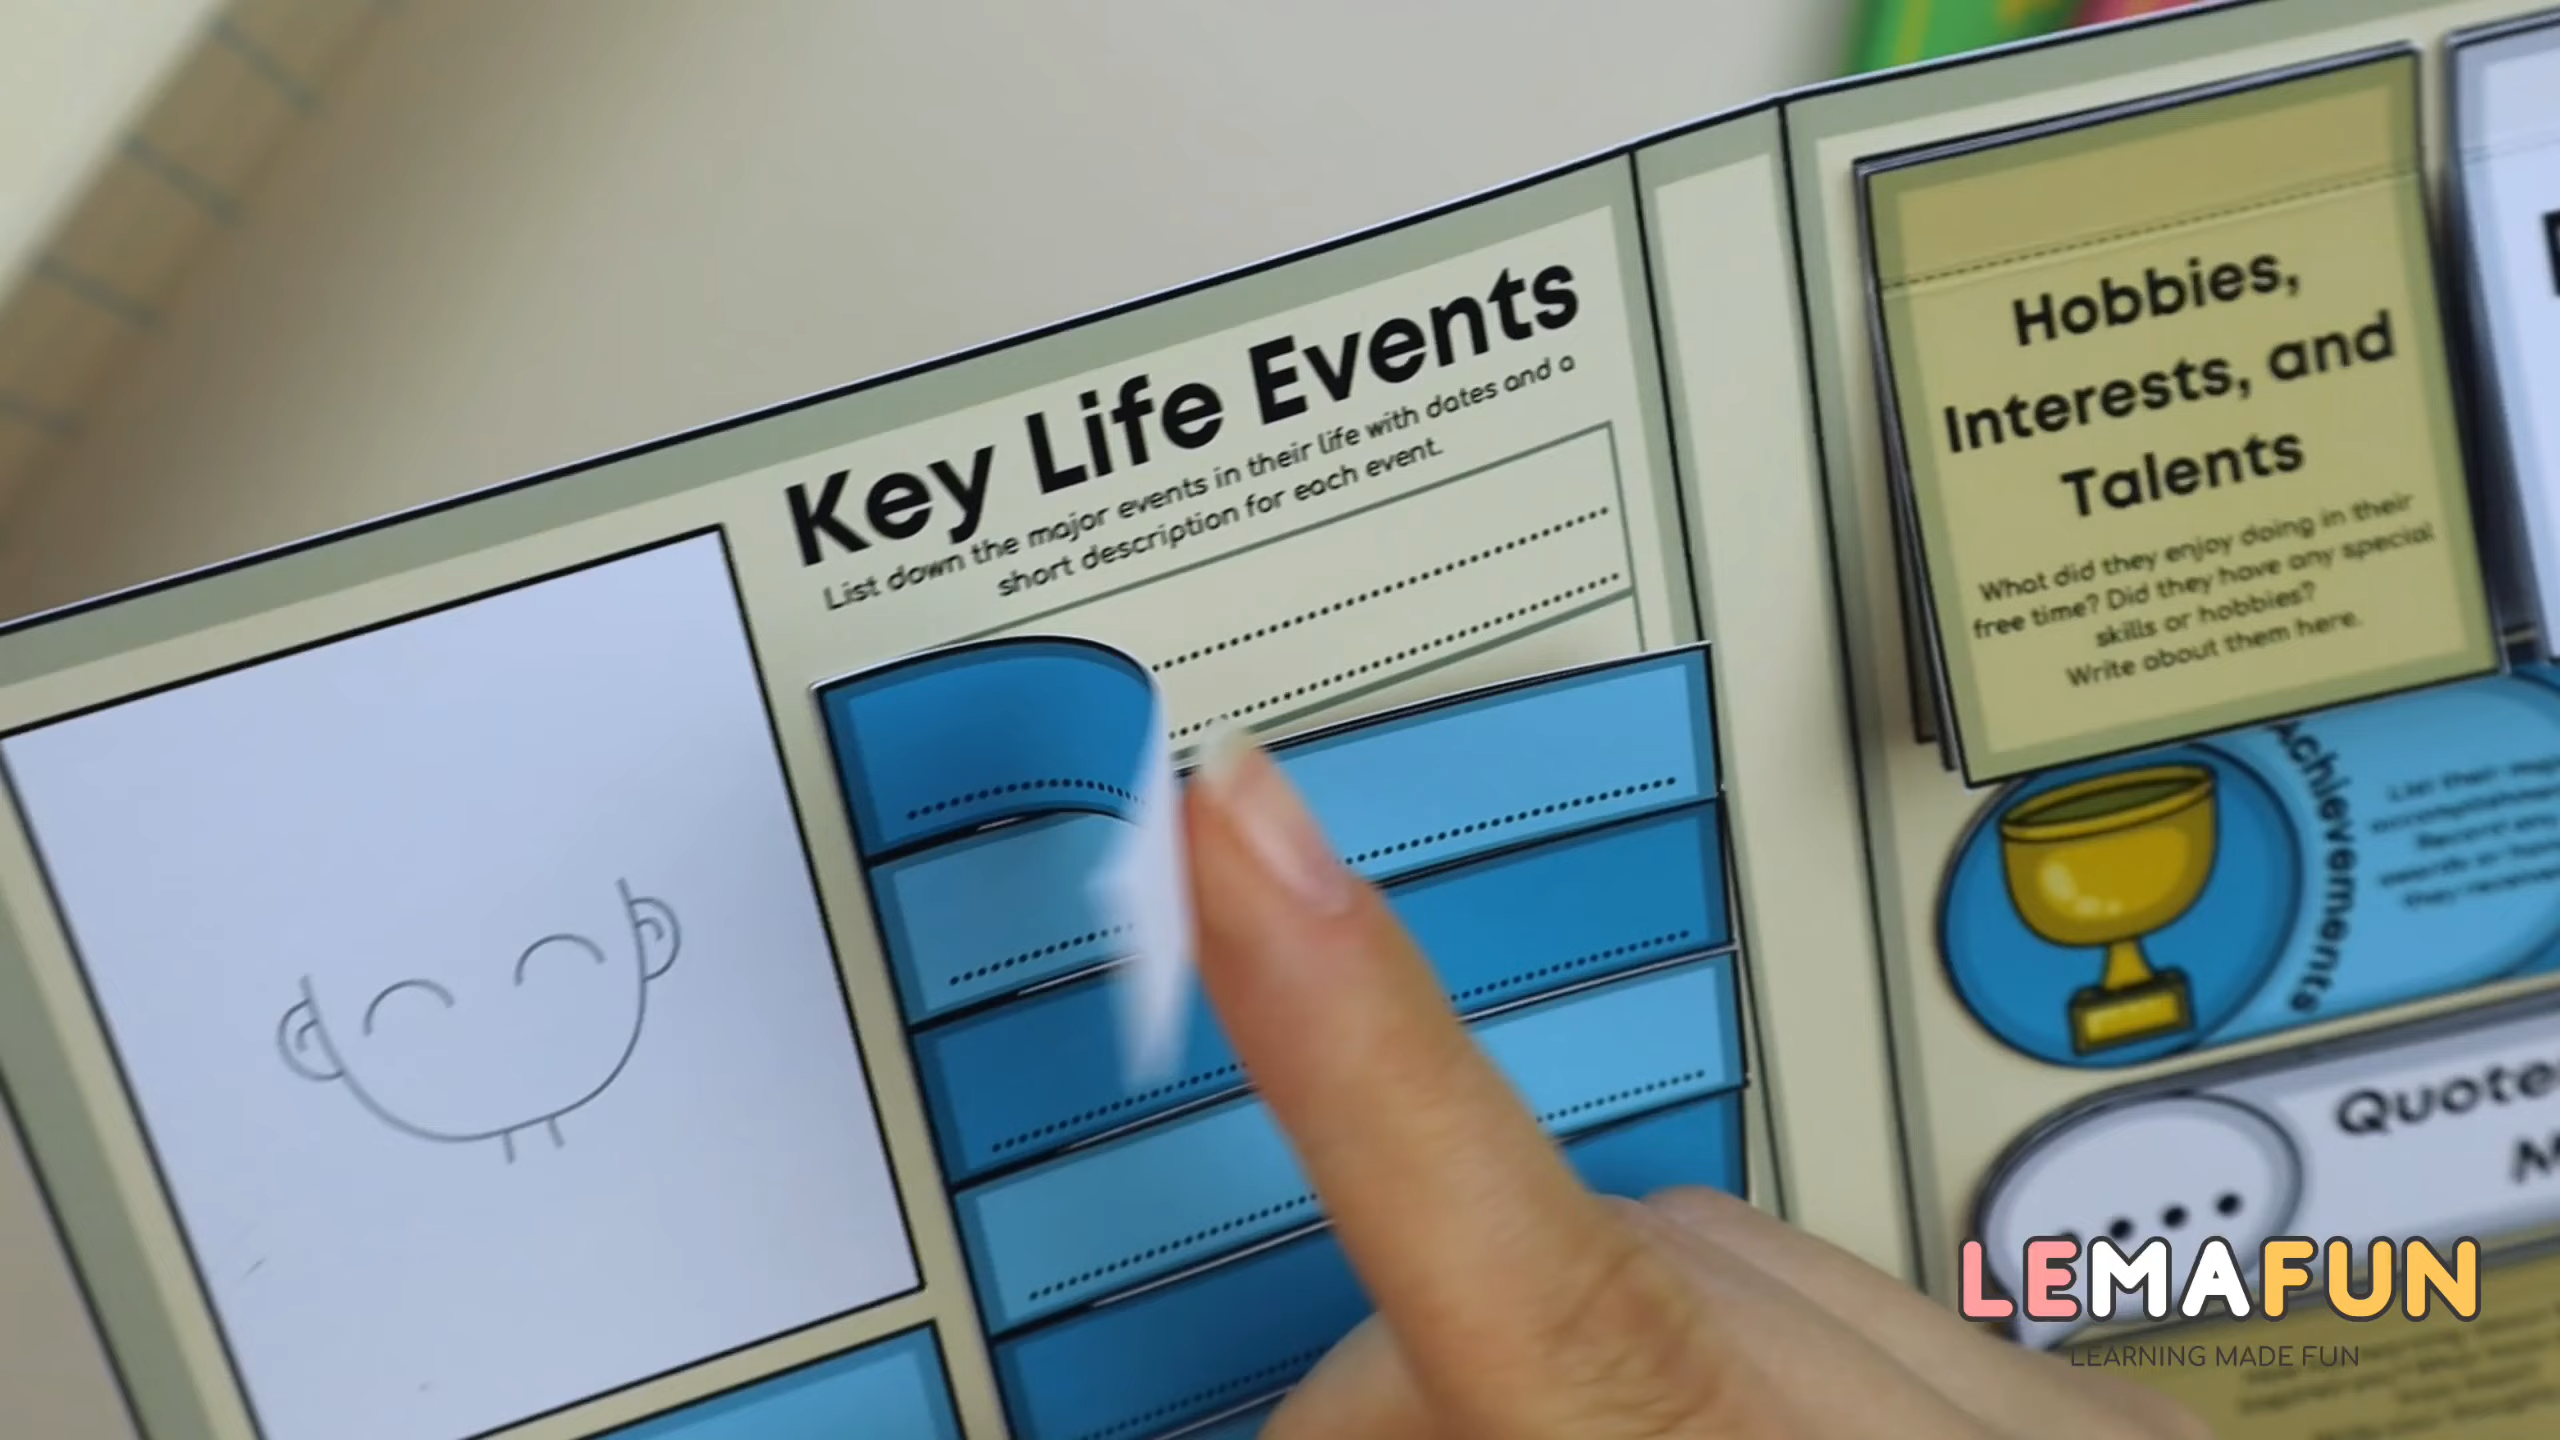 Key Life Events
List down the major events in their life with dates and a
short description for each event.
Hobbies,
Interests, and
Talents
What did they enjoy doing in their
free time? Did they have any special
skills or hobbies?
Write about them here.
Achievements
List their
Quote
LEMAFUN
LEARNING MADE FUN